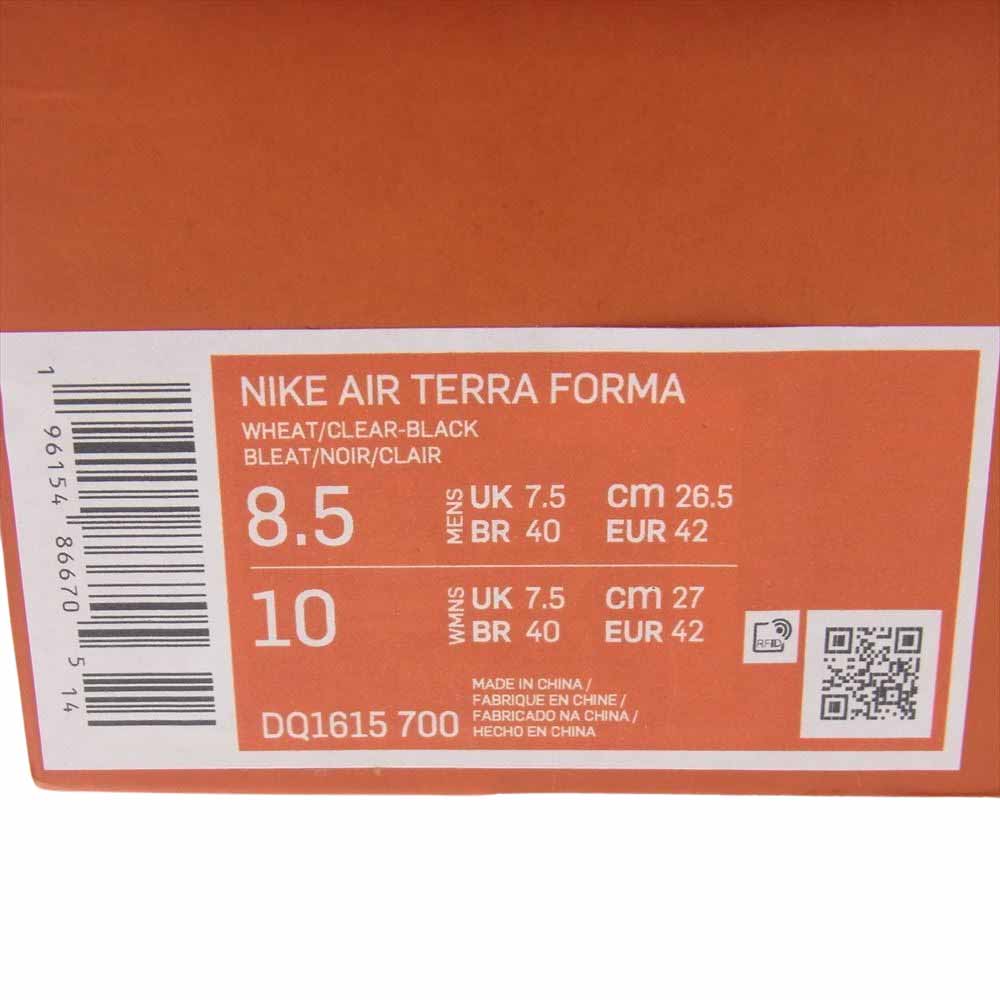 NIKE AIR TERRA FORMA
WHEAT/CLEAR-BLACK
BLEAT/NOIR/CLAIR
8.5 MENS UK 7.5 cm 26.5
BR 40 EUR 42
10 WMNS UK 7.5 cm 27
BR 40 EUR 42
RFID
DQ1615 700
MADE IN CHINA /
FABRIQUE EN CHINE /
FABRICADO NA CHINA /
HECHO EN CHINA
1 96154 86670 5 14